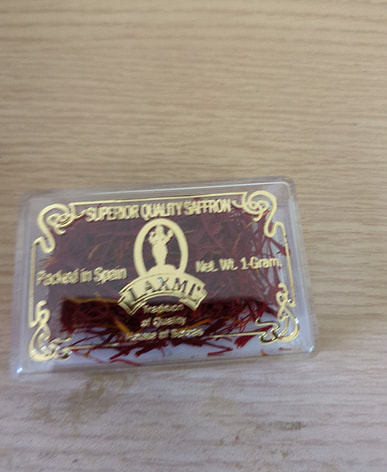 SUPERIOR QUALITY SAFFRON
Packed in Spain
Net. Wt. 1-Gram.
LAXMI
Tradition
of Quality